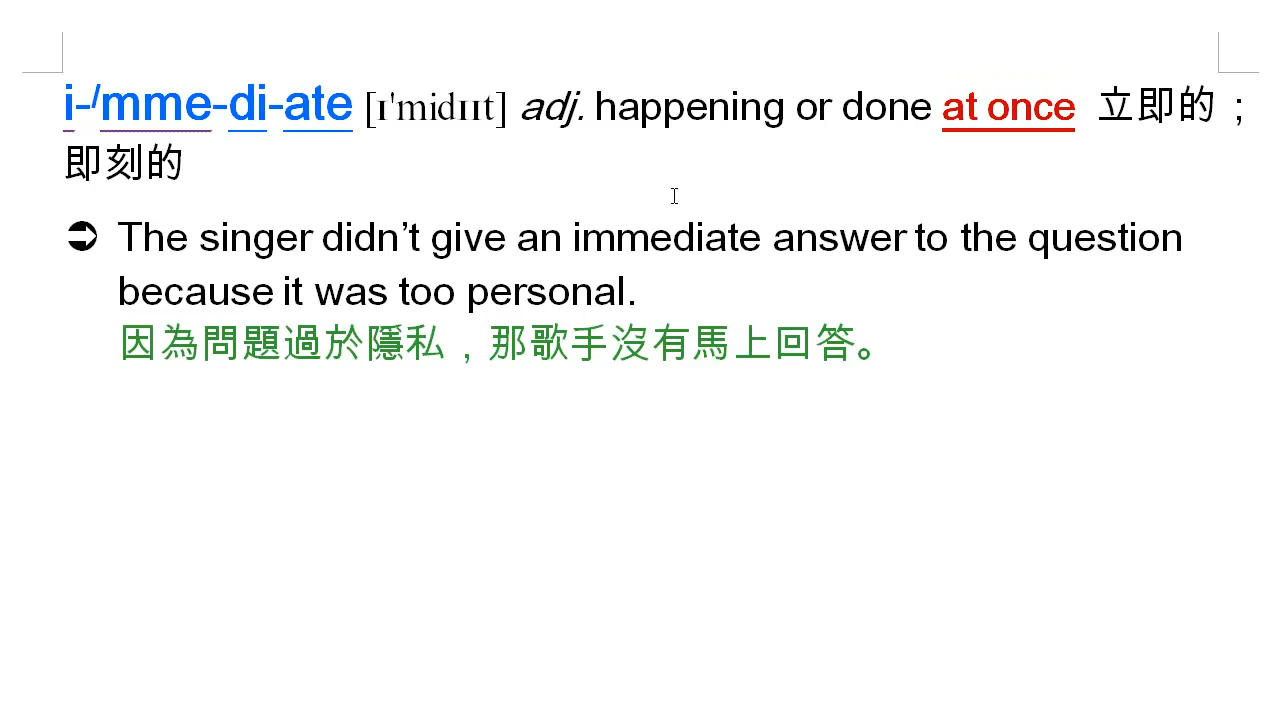 i-/mme-di-ate [ɪ'midɪɪt] adj. happening or done at once 立即的；
即刻的
➲ The singer didn’t give an immediate answer to the question
because it was too personal.
因為問題過於隱私，那歌手沒有馬上回答。